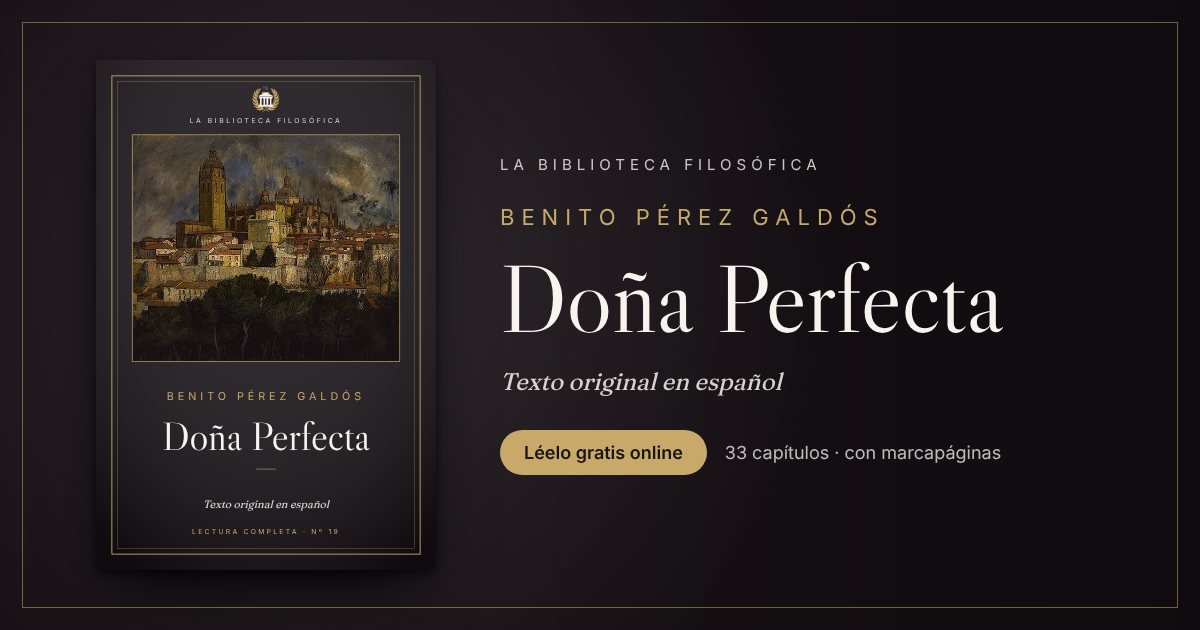 LA BIBLIOTECA FILOSÓFICA
BENITO PÉREZ GALDÓS
Doña Perfecta
Texto original en español
LECTURA COMPLETA · Nº 19
LA BIBLIOTECA FILOSÓFICA
BENITO PÉREZ GALDÓS
Doña Perfecta
Texto original en español
Léelo gratis online
33 capítulos · con marcapáginas